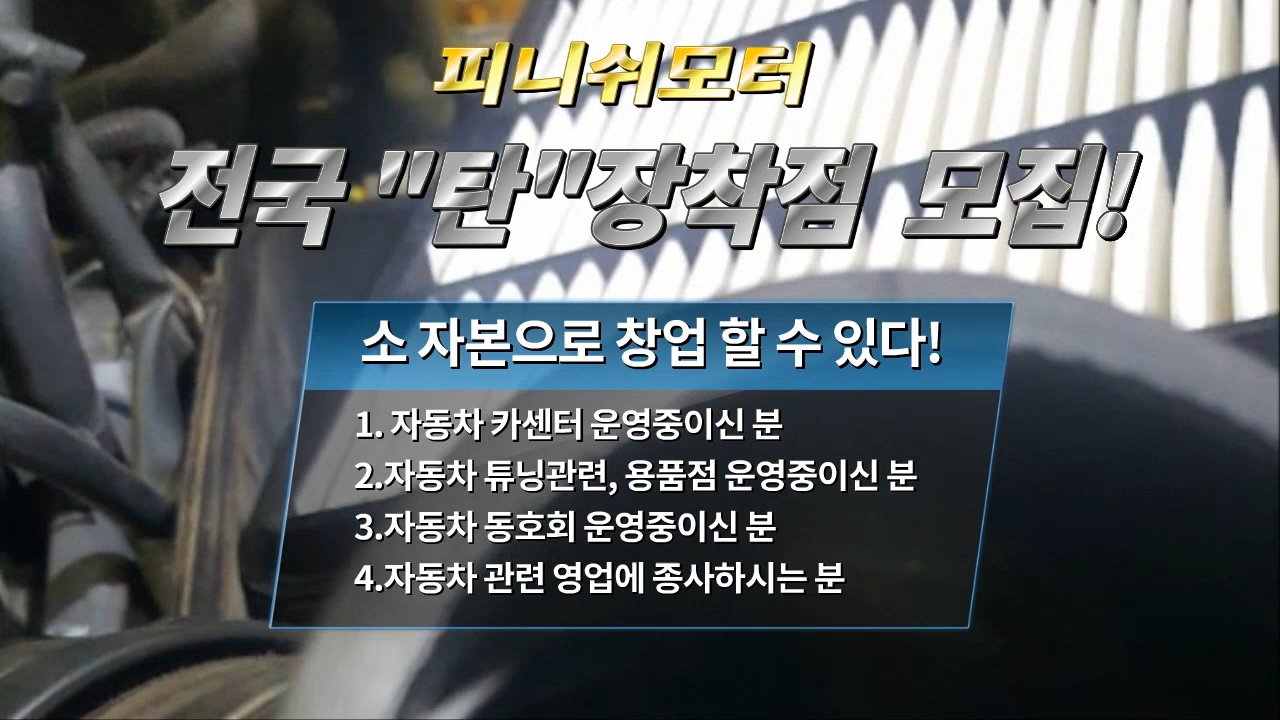 피니쉬모터
전국 "탄"장착점 모집!
소 자본으로 창업 할 수 있다!
1. 자동차 카센터 운영중이신 분
2.자동차 튜닝관련, 용품점 운영중이신 분
3.자동차 동호회 운영중이신 분
4.자동차 관련 영업에 종사하시는 분